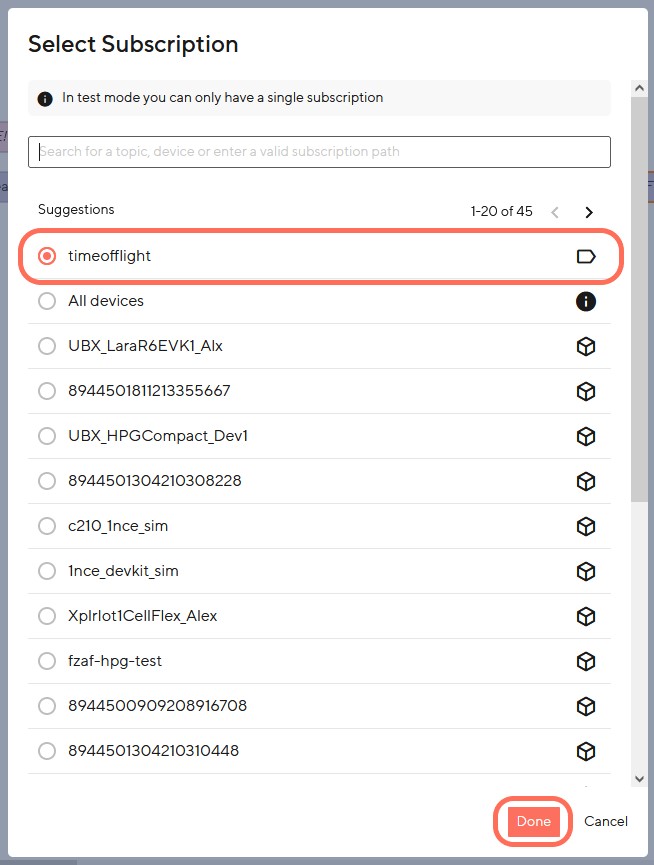 Select Subscription
In test mode you can only have a single subscription
Search for a topic, device or enter a valid subscription path
Suggestions 1-20 of 45
timeofflight
All devices
UBX_LaraR6EVK1_Alx
8944501811213355667
UBX_HPGCompact_Dev1
8944501304210308228
c210_1nce_sim
1nce_devkit_sim
XplrIot1CellFlex_Alex
fzaf-hpg-test
8944500909208916708
8944501304210310448
Done Cancel